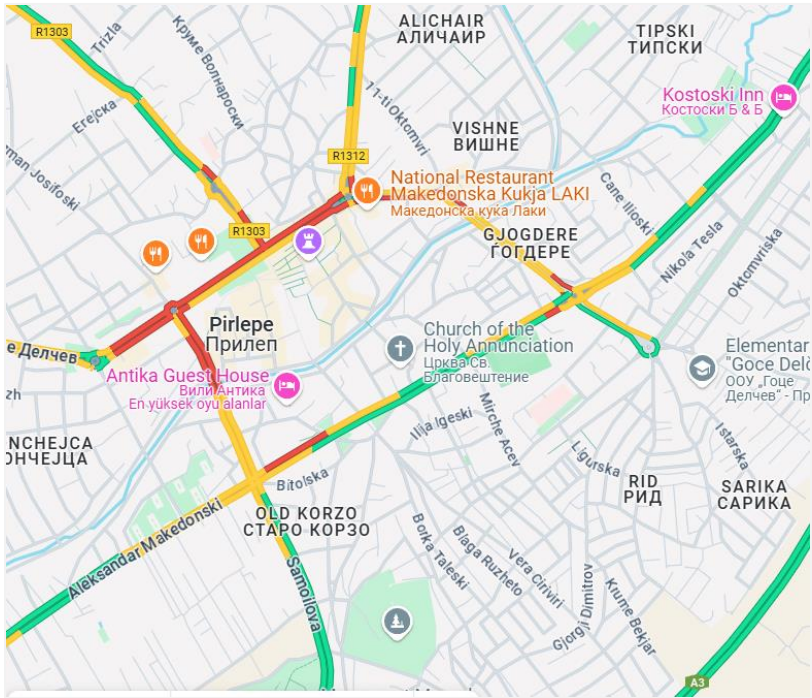 ALICHAIR
АЛИЧАИР
TIPSKI
ТИПСКИ
R1303
Trizla
Круме Волнароски
Kostoski Inn
Костоски Б & Б
11-ti Oktomvri
Erejcka
VISHNE
ВИШНЕ
R1312
National Restaurant
Makedonska Kukja LAKI
Македонска кука Лаки
Cane Ilioski
man Josifoski
R1303
GJOGDERE
ЃОГДЕРЕ
Nikola Tesla
Oktomvriska
Pirlepe
Прилеп
е Делчев
Church of the
Holy Annunciation
Црква Св.
Благовештение
Elementar
"Goce Delč
ООУ „Гоце
Делчев“ - Пр
Antika Guest House
Вили Антика
En yüksek oyu alanlar
zh
Ilija Igeski
Mirche Acev
NCHEJCA
ОНЧЕЈЦА
Bitolska
Ligurska
Istarska
RID
РИД
SARIKA
САРИКА
OLD KORZO
СТАРО КОРЗО
Aleksandar Makedonski
Samoilova
Borka Taleski
Blaga Ruzheto
Vera Ciriviri
Gjorgji Dimitrov
Krume Bekjar
A3